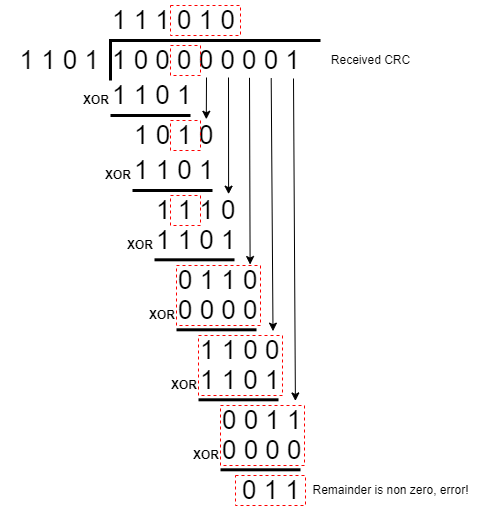 1 1 1 0 1 0
1 1 0 1 1 0 0 0 0 0 0 0 1 Received CRC
XOR 1 1 0 1
1 0 1 0
XOR 1 1 0 1
1 1 1 0
XOR 1 1 0 1
0 1 1 0
XOR 0 0 0 0
1 1 0 0
XOR 1 1 0 1
0 0 1 1
XOR 0 0 0 0
0 1 1 Remainder is non zero, error!